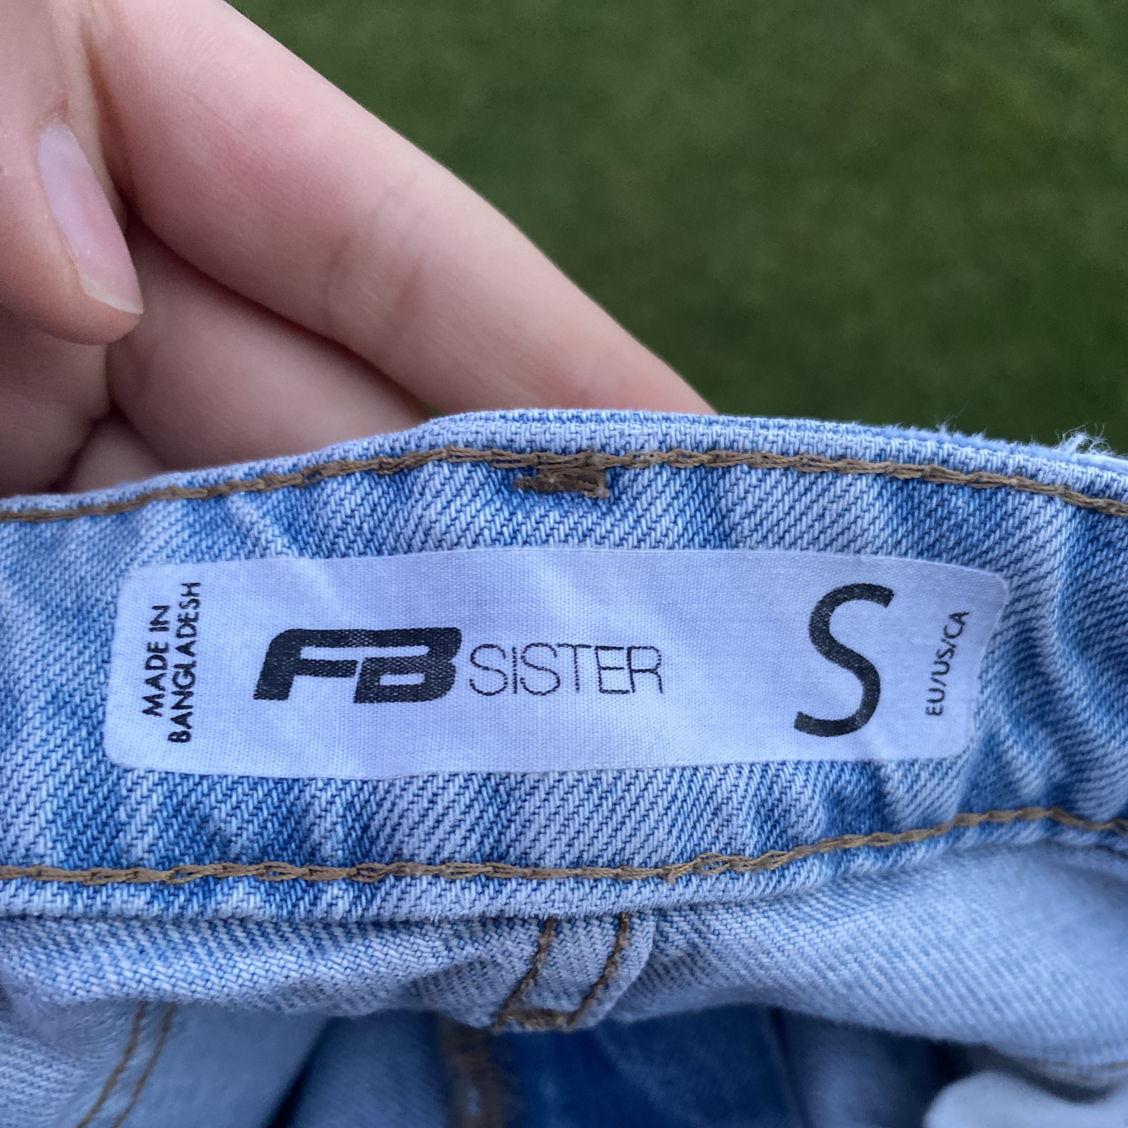 MADE IN
BANGLADESH
FB SISTER
S
EU/US/CA